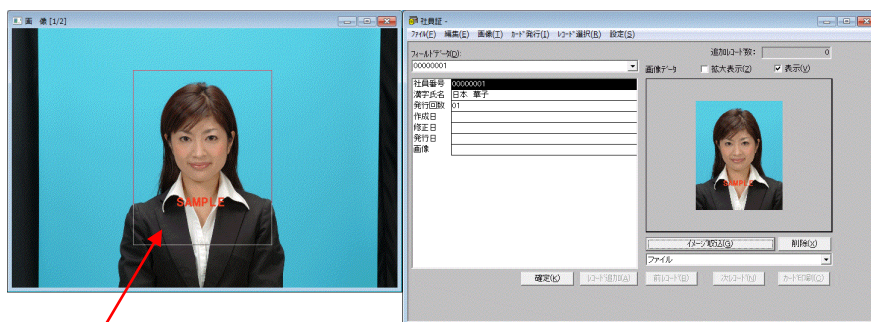 画 像 [1/2]
SAMPLE
社員証 -
ファイル(F) 編集(E) 画像(I) カード発行(I) レコード選択(R) 設定(S)
フィールドデータ(D):
00000001
社員番号 00000001
漢字氏名 日本 華子
発行回数 01
作成日
修正日
発行日
画像
追加レコード数: 0
画像データ 拡大表示(Z) 表示(V)
SAMPLE
イメージ取込(G) 削除(X)
ファイル
確定(K) レコード追加(A) 前レコード(B) 次レコード(N) カード印刷(C)